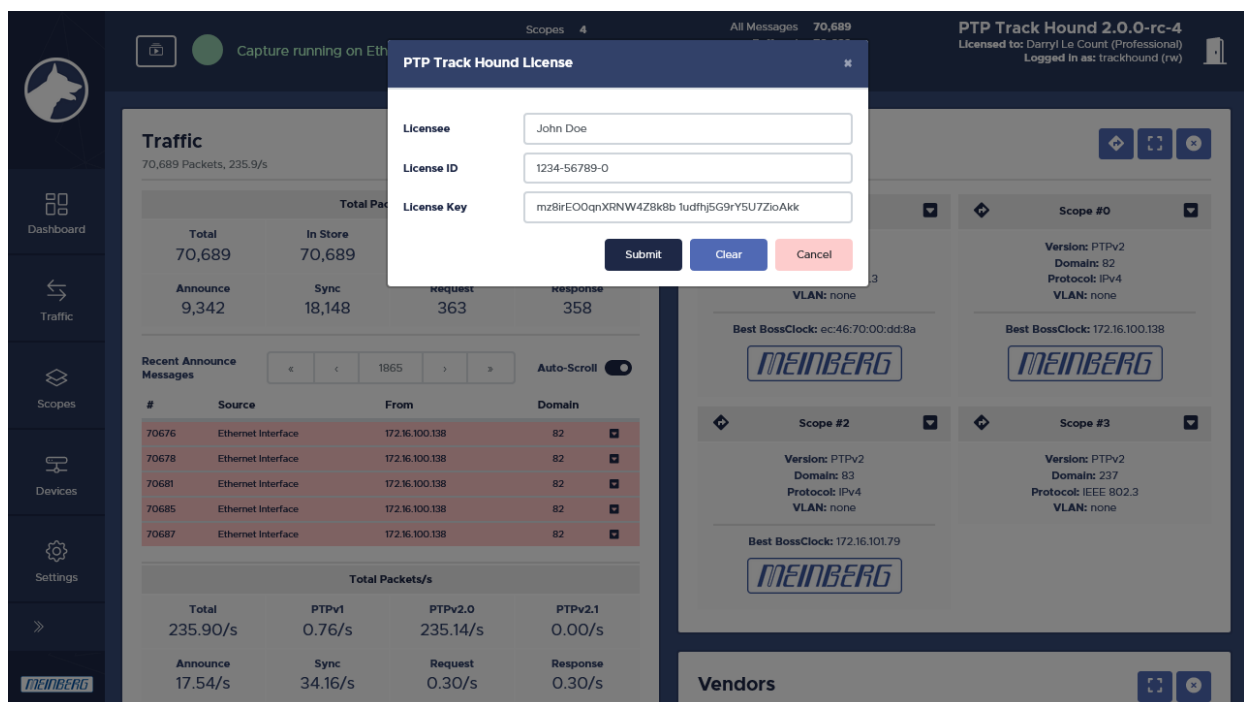 Scopes 4
All Messages 70,689
PTP Track Hound 2.0.0-rc-4
Licensed to: Darryl Le Count (Professional)
Logged in as: trackhound (rw)
Capture running on Eth
PTP Track Hound License
Licensee John Doe
License ID 1234-56789-0
License Key mz8irEO0qnXRNW4Z8k8b1udfhj5G9rY5U7ZioAkk
Submit Clear Cancel
Dashboard
Traffic
Scopes
Devices
Settings
MEINBERG
Traffic
70,689 Packets, 235.9/s
Total Pac
Total In Store
70,689 70,689
Announce Sync Request Response
9,342 18,148 363 358
Recent Announce Messages « ‹ 1865 › » Auto-Scroll
# Source From Domain
70676 Ethernet Interface 172.16.100.138 82
70678 Ethernet Interface 172.16.100.138 82
70681 Ethernet Interface 172.16.100.138 82
70685 Ethernet Interface 172.16.100.138 82
70687 Ethernet Interface 172.16.100.138 82
Total Packets/s
Total PTPv1 PTPv2.0 PTPv2.1
235.90/s 0.76/s 235.14/s 0.00/s
Announce Sync Request Response
17.54/s 34.16/s 0.30/s 0.30/s
.3
VLAN: none
Best BossClock: ec:46:70:00:dd:8a
MEINBERG
Scope #0
Version: PTPv2
Domain: 82
Protocol: IPv4
VLAN: none
Best BossClock: 172.16.100.138
MEINBERG
Scope #2
Version: PTPv2
Domain: 83
Protocol: IPv4
VLAN: none
Best BossClock: 172.16.101.79
MEINBERG
Scope #3
Version: PTPv2
Domain: 237
Protocol: IEEE 802.3
VLAN: none
Vendors